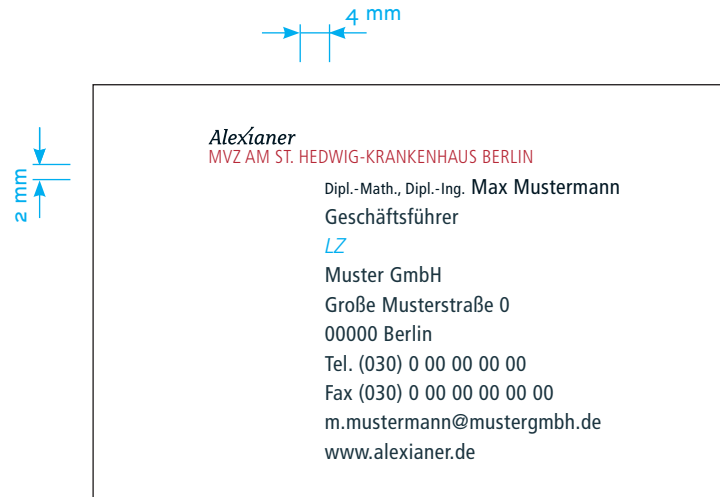 4 mm
2 mm
Alexianer
MVZ AM ST. HEDWIG-KRANKENHAUS BERLIN
Dipl.-Math., Dipl.-Ing. Max Mustermann
Geschäftsführer
LZ
Muster GmbH
Große Musterstraße 0
00000 Berlin
Tel. (030) 0 00 00 00 00
Fax (030) 0 00 00 00 00 00
m.mustermann@mustergmbh.de
www.alexianer.de